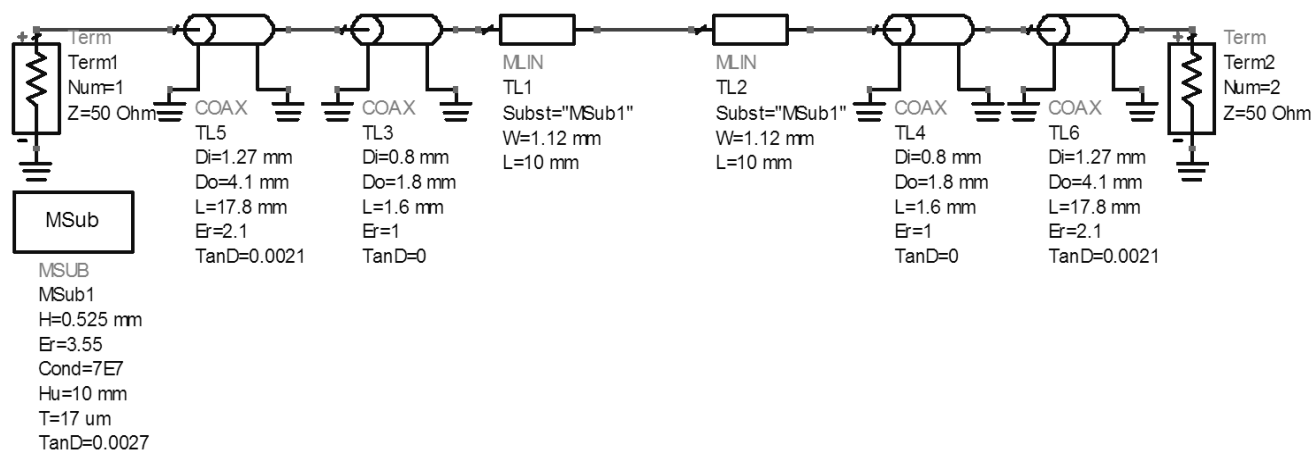 +
Term
Term1
Num=1
Z=50 Ohm
-
COAX
TL5
Di=1.27 mm
Do=4.1 mm
L=17.8 mm
Er=2.1
TanD=0.0021
COAX
TL3
Di=0.8 mm
Do=1.8 mm
L=1.6 mm
Er=1
TanD=0
MLIN
TL1
Subst="MSub1"
W=1.12 mm
L=10 mm
MLIN
TL2
Subst="MSub1"
W=1.12 mm
L=10 mm
COAX
TL4
Di=0.8 mm
Do=1.8 mm
L=1.6 mm
Er=1
TanD=0
COAX
TL6
Di=1.27 mm
Do=4.1 mm
L=17.8 mm
Er=2.1
TanD=0.0021
+
Term
Term2
Num=2
Z=50 Ohm
-
MSub
MSUB
MSub1
H=0.525 mm
Er=3.55
Cond=7E7
Hu=10 mm
T=17 um
TanD=0.0027